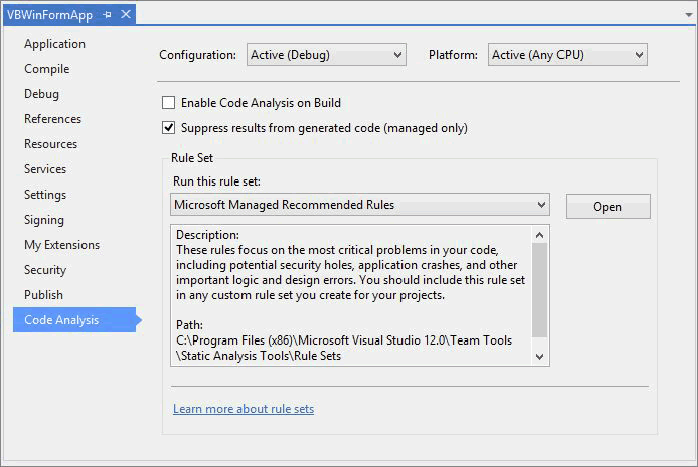 VBWinFormApp
Application
Compile
Debug
References
Resources
Services
Settings
Signing
My Extensions
Security
Publish
Code Analysis
Configuration: Active (Debug) Platform: Active (Any CPU)
Enable Code Analysis on Build
Suppress results from generated code (managed only)
Rule Set
Run this rule set:
Microsoft Managed Recommended Rules Open
Description:
These rules focus on the most critical problems in your code,
including potential security holes, application crashes, and other
important logic and design errors. You should include this rule set
in any custom rule set you create for your projects.
Path:
C:\Program Files (x86)\Microsoft Visual Studio 12.0\Team Tools
\Static Analysis Tools\Rule Sets
Learn more about rule sets